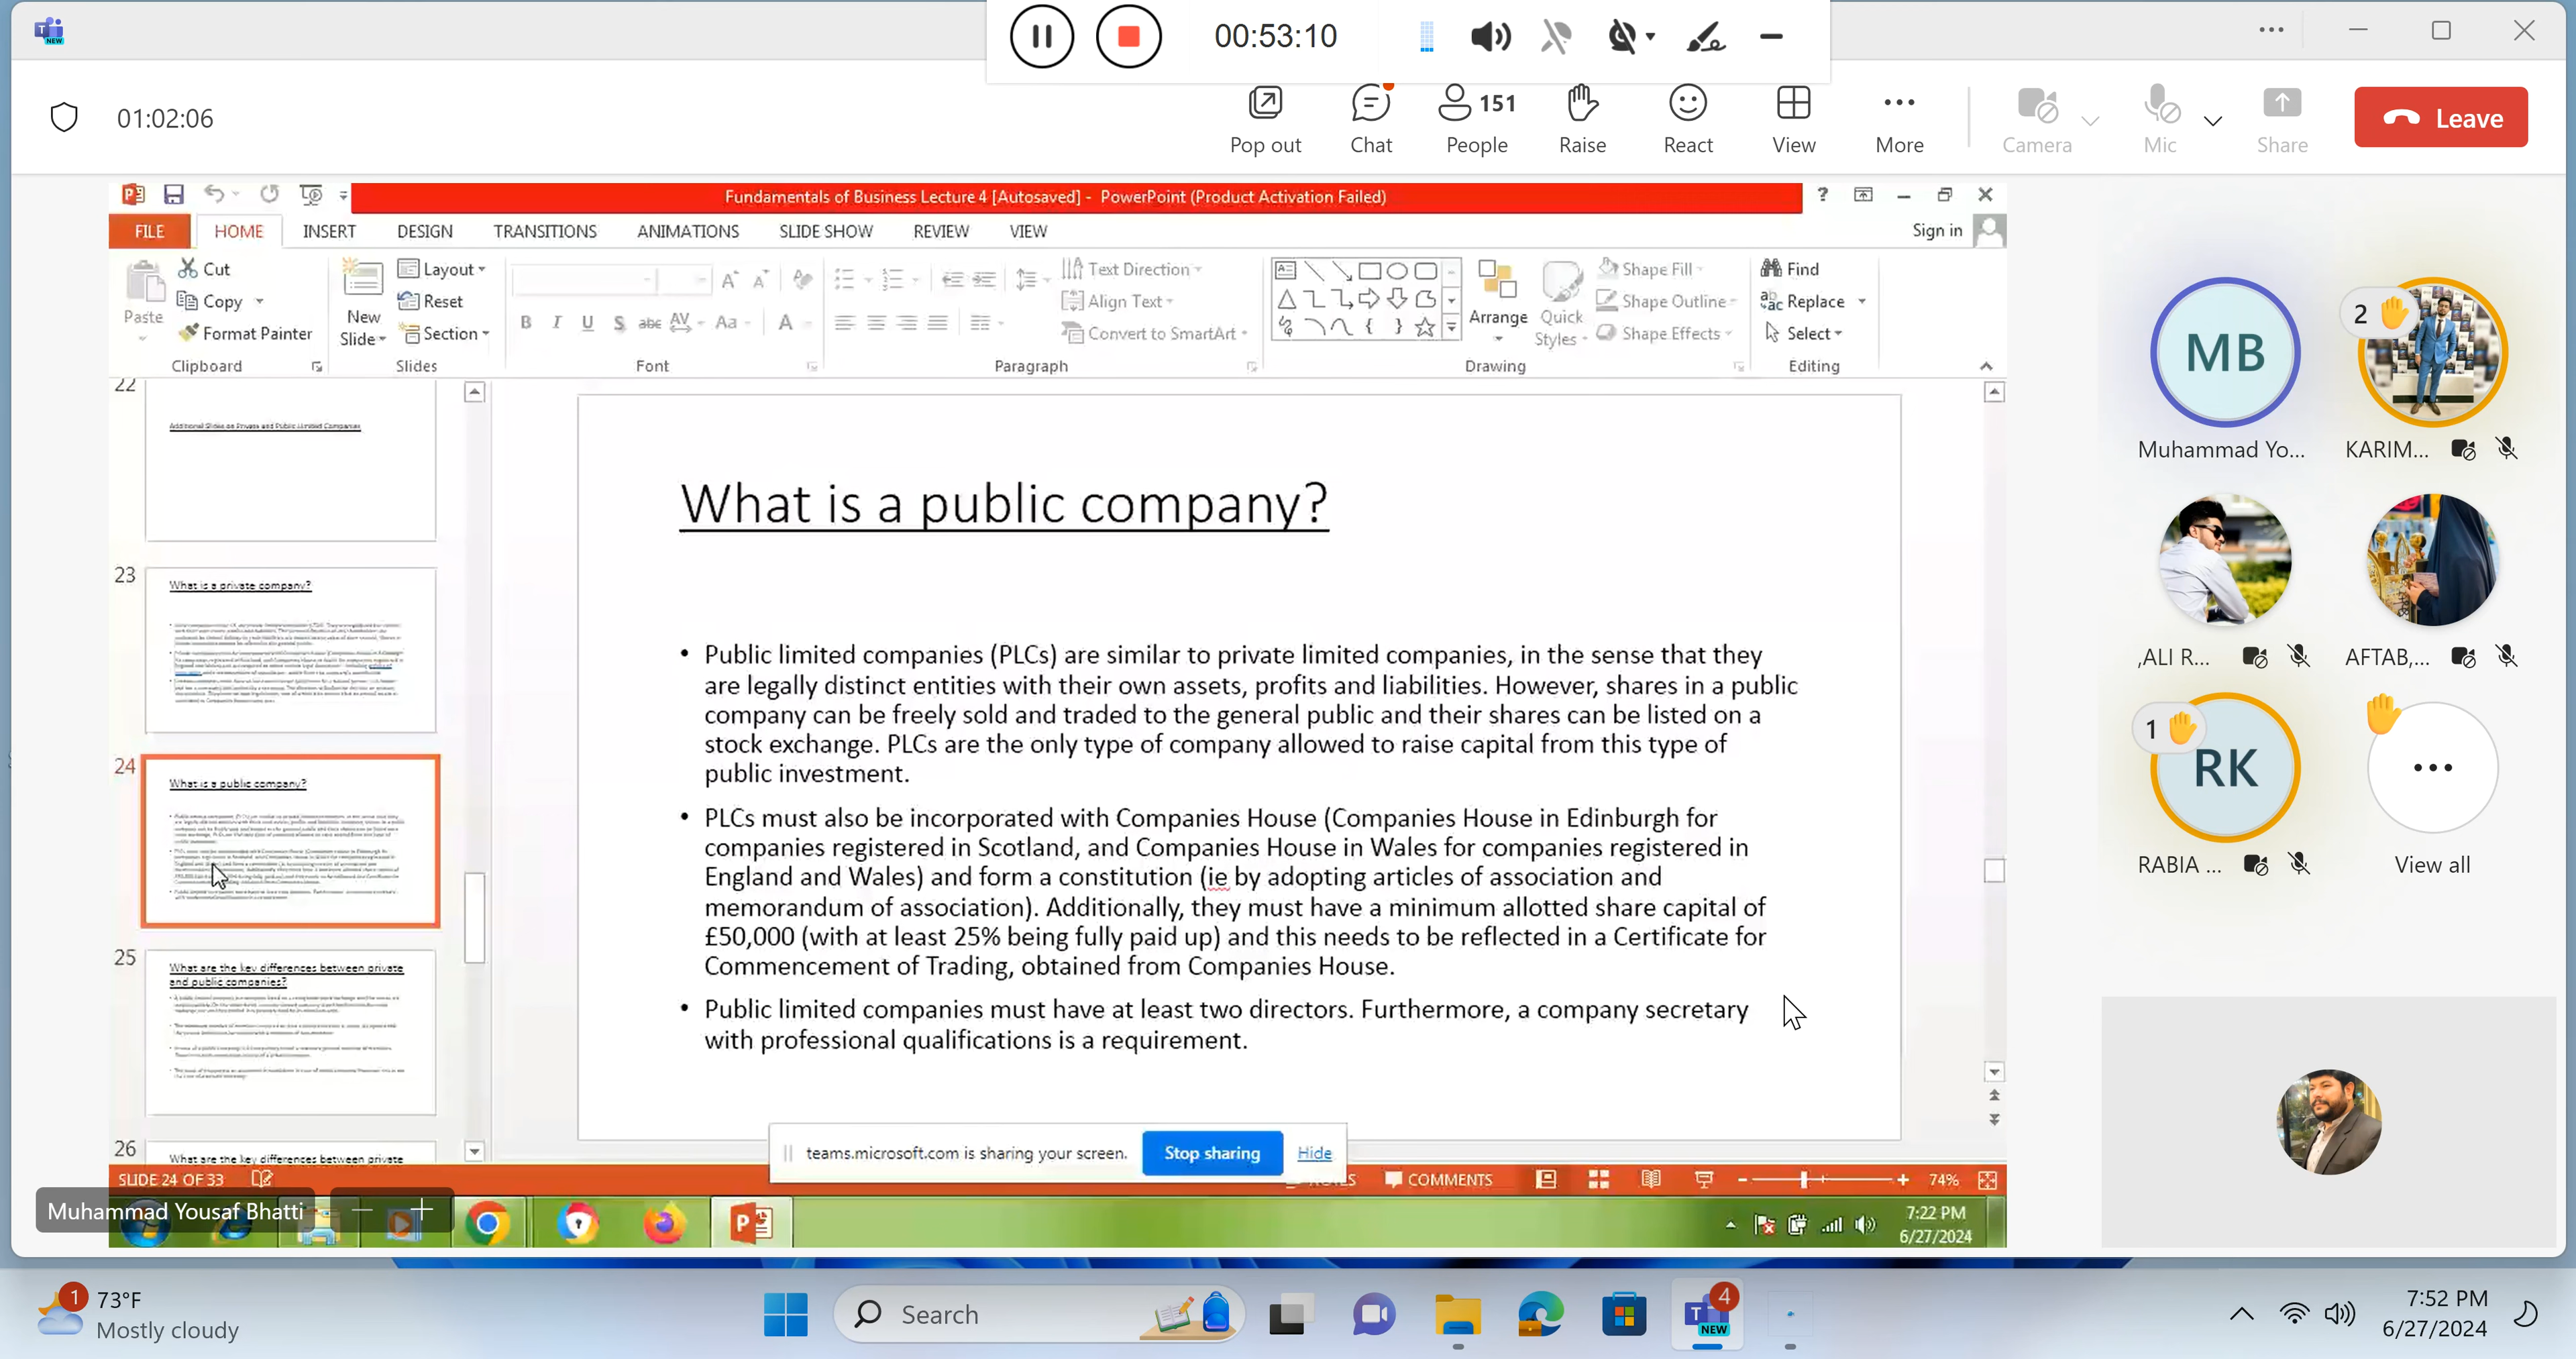 00:53:10
01:02:06
Pop out
Chat
People 151
Raise
React
View
More
Camera
Mic
Share
Leave
Fundamentals of Business Lecture 4 [Autosaved] - PowerPoint (Product Activation Failed)
FILE HOME INSERT DESIGN TRANSITIONS ANIMATIONS SLIDE SHOW REVIEW VIEW
Sign in
Paste
Cut
Copy
Format Painter
Clipboard
New Slide
Layout
Reset
Section
Slides
Font
Text Direction
Align Text
Convert to SmartArt
Paragraph
Arrange
Quick Styles
Shape Fill
Shape Outline
Shape Effects
Drawing
Find
Replace
Select
Editing
22
Additional Slides on Private and Public Limited Companies
23
What is a private company?
24
What is a public company?
25
What are the key differences between private
and public companies?
26
What are the key differences between private
What is a public company?
• Public limited companies (PLCs) are similar to private limited companies, in the sense that they
are legally distinct entities with their own assets, profits and liabilities. However, shares in a public
company can be freely sold and traded to the general public and their shares can be listed on a
stock exchange. PLCs are the only type of company allowed to raise capital from this type of
public investment.
• PLCs must also be incorporated with Companies House (Companies House in Edinburgh for
companies registered in Scotland, and Companies House in Wales for companies registered in
England and Wales) and form a constitution (ie by adopting articles of association and
memorandum of association). Additionally, they must have a minimum allotted share capital of
£50,000 (with at least 25% being fully paid up) and this needs to be reflected in a Certificate for
Commencement of Trading, obtained from Companies House.
• Public limited companies must have at least two directors. Furthermore, a company secretary
with professional qualifications is a requirement.
teams.microsoft.com is sharing your screen.
Stop sharing
Hide
SLIDE 24 OF 33
COMMENTS
74%
Muhammad Yousaf Bhatti
7:22 PM
6/27/2024
MB
Muhammad Yo...
2
KARIM...
,ALI R...
AFTAB,...
1
RK
RABIA ...
View all
1
73°F
Mostly cloudy
Search
4
NEW
7:52 PM
6/27/2024